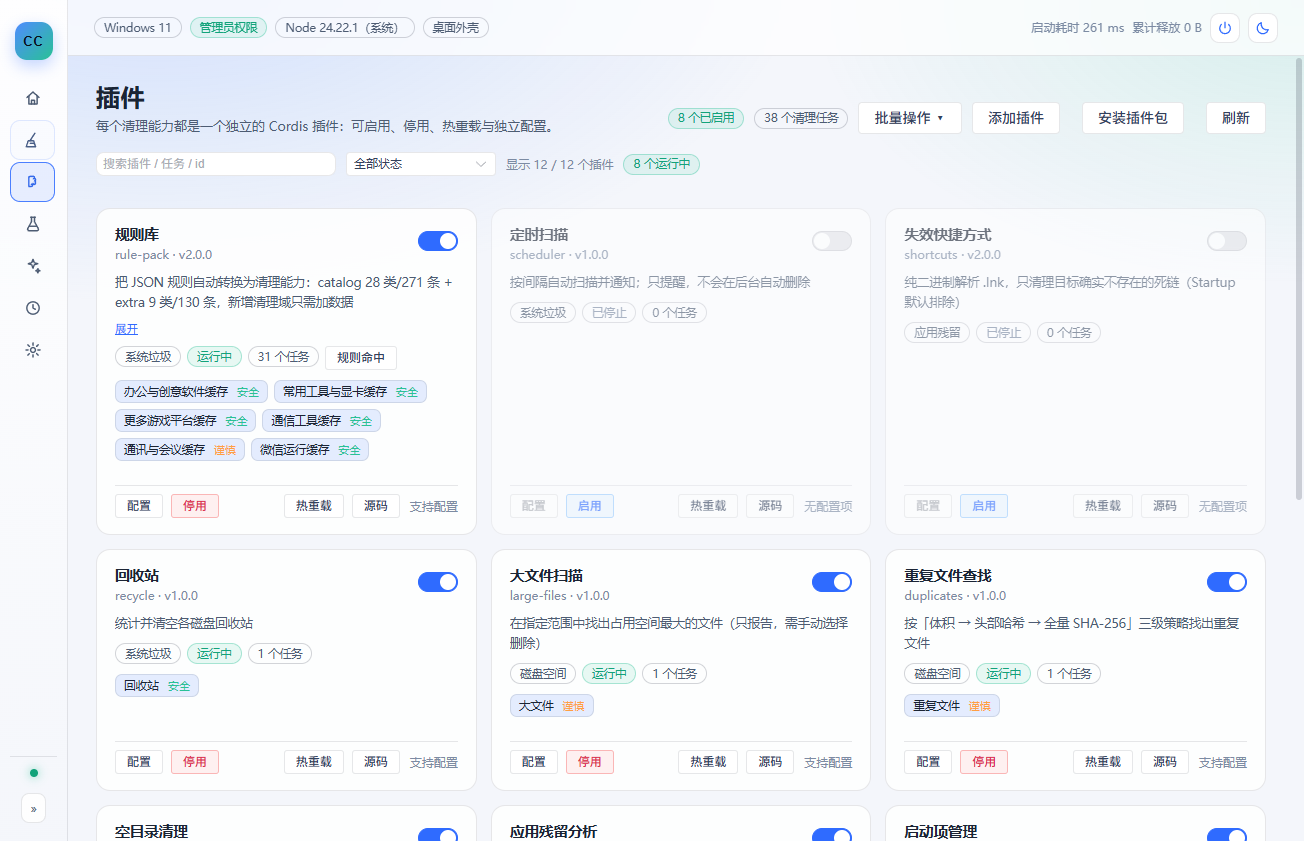 CC
Windows 11
管理员权限
Node 24.22.1（系统）
桌面外壳
启动耗时 261 ms 累计释放 0 B
插件
每个清理能力都是一个独立的 Cordis 插件：可启用、停用、热重载与独立配置。
8 个已启用
38 个清理任务
批量操作 ▾
添加插件
安装插件包
刷新
搜索插件 / 任务 / id
全部状态
显示 12 / 12 个插件
8 个运行中
规则库
rule-pack · v2.0.0
把 JSON 规则自动转换为清理能力：catalog 28 类/271 条 +
extra 9 类/130 条，新增清理域只需加数据
展开
系统垃圾 运行中 31 个任务 规则命中
办公与创意软件缓存 安全 常用工具与显卡缓存 安全
更多游戏平台缓存 安全 通信工具缓存 安全
通讯与会议缓存 谨慎 微信运行缓存 安全
配置 停用 热重载 源码 支持配置
定时扫描
scheduler · v1.0.0
按间隔自动扫描并通知；只提醒，不会在后台自动删除
系统垃圾 已停止 0 个任务
配置 启用 热重载 源码 无配置项
失效快捷方式
shortcuts · v2.0.0
纯二进制解析 .lnk，只清理目标确实不存在的死链（Startup
默认排除）
应用残留 已停止 0 个任务
配置 启用 热重载 源码 无配置项
回收站
recycle · v1.0.0
统计并清空各磁盘回收站
系统垃圾 运行中 1 个任务
回收站 安全
配置 停用 热重载 源码 支持配置
大文件扫描
large-files · v1.0.0
在指定范围中找出占用空间最大的文件（只报告，需手动选择
删除）
磁盘空间 运行中 1 个任务
大文件 谨慎
配置 停用 热重载 源码 支持配置
重复文件查找
duplicates · v1.0.0
按「体积 → 头部哈希 → 全量 SHA-256」三级策略找出重复
文件
磁盘空间 运行中 1 个任务
重复文件 谨慎
配置 停用 热重载 源码 支持配置
»
空目录清理
应用残留分析
启动项管理